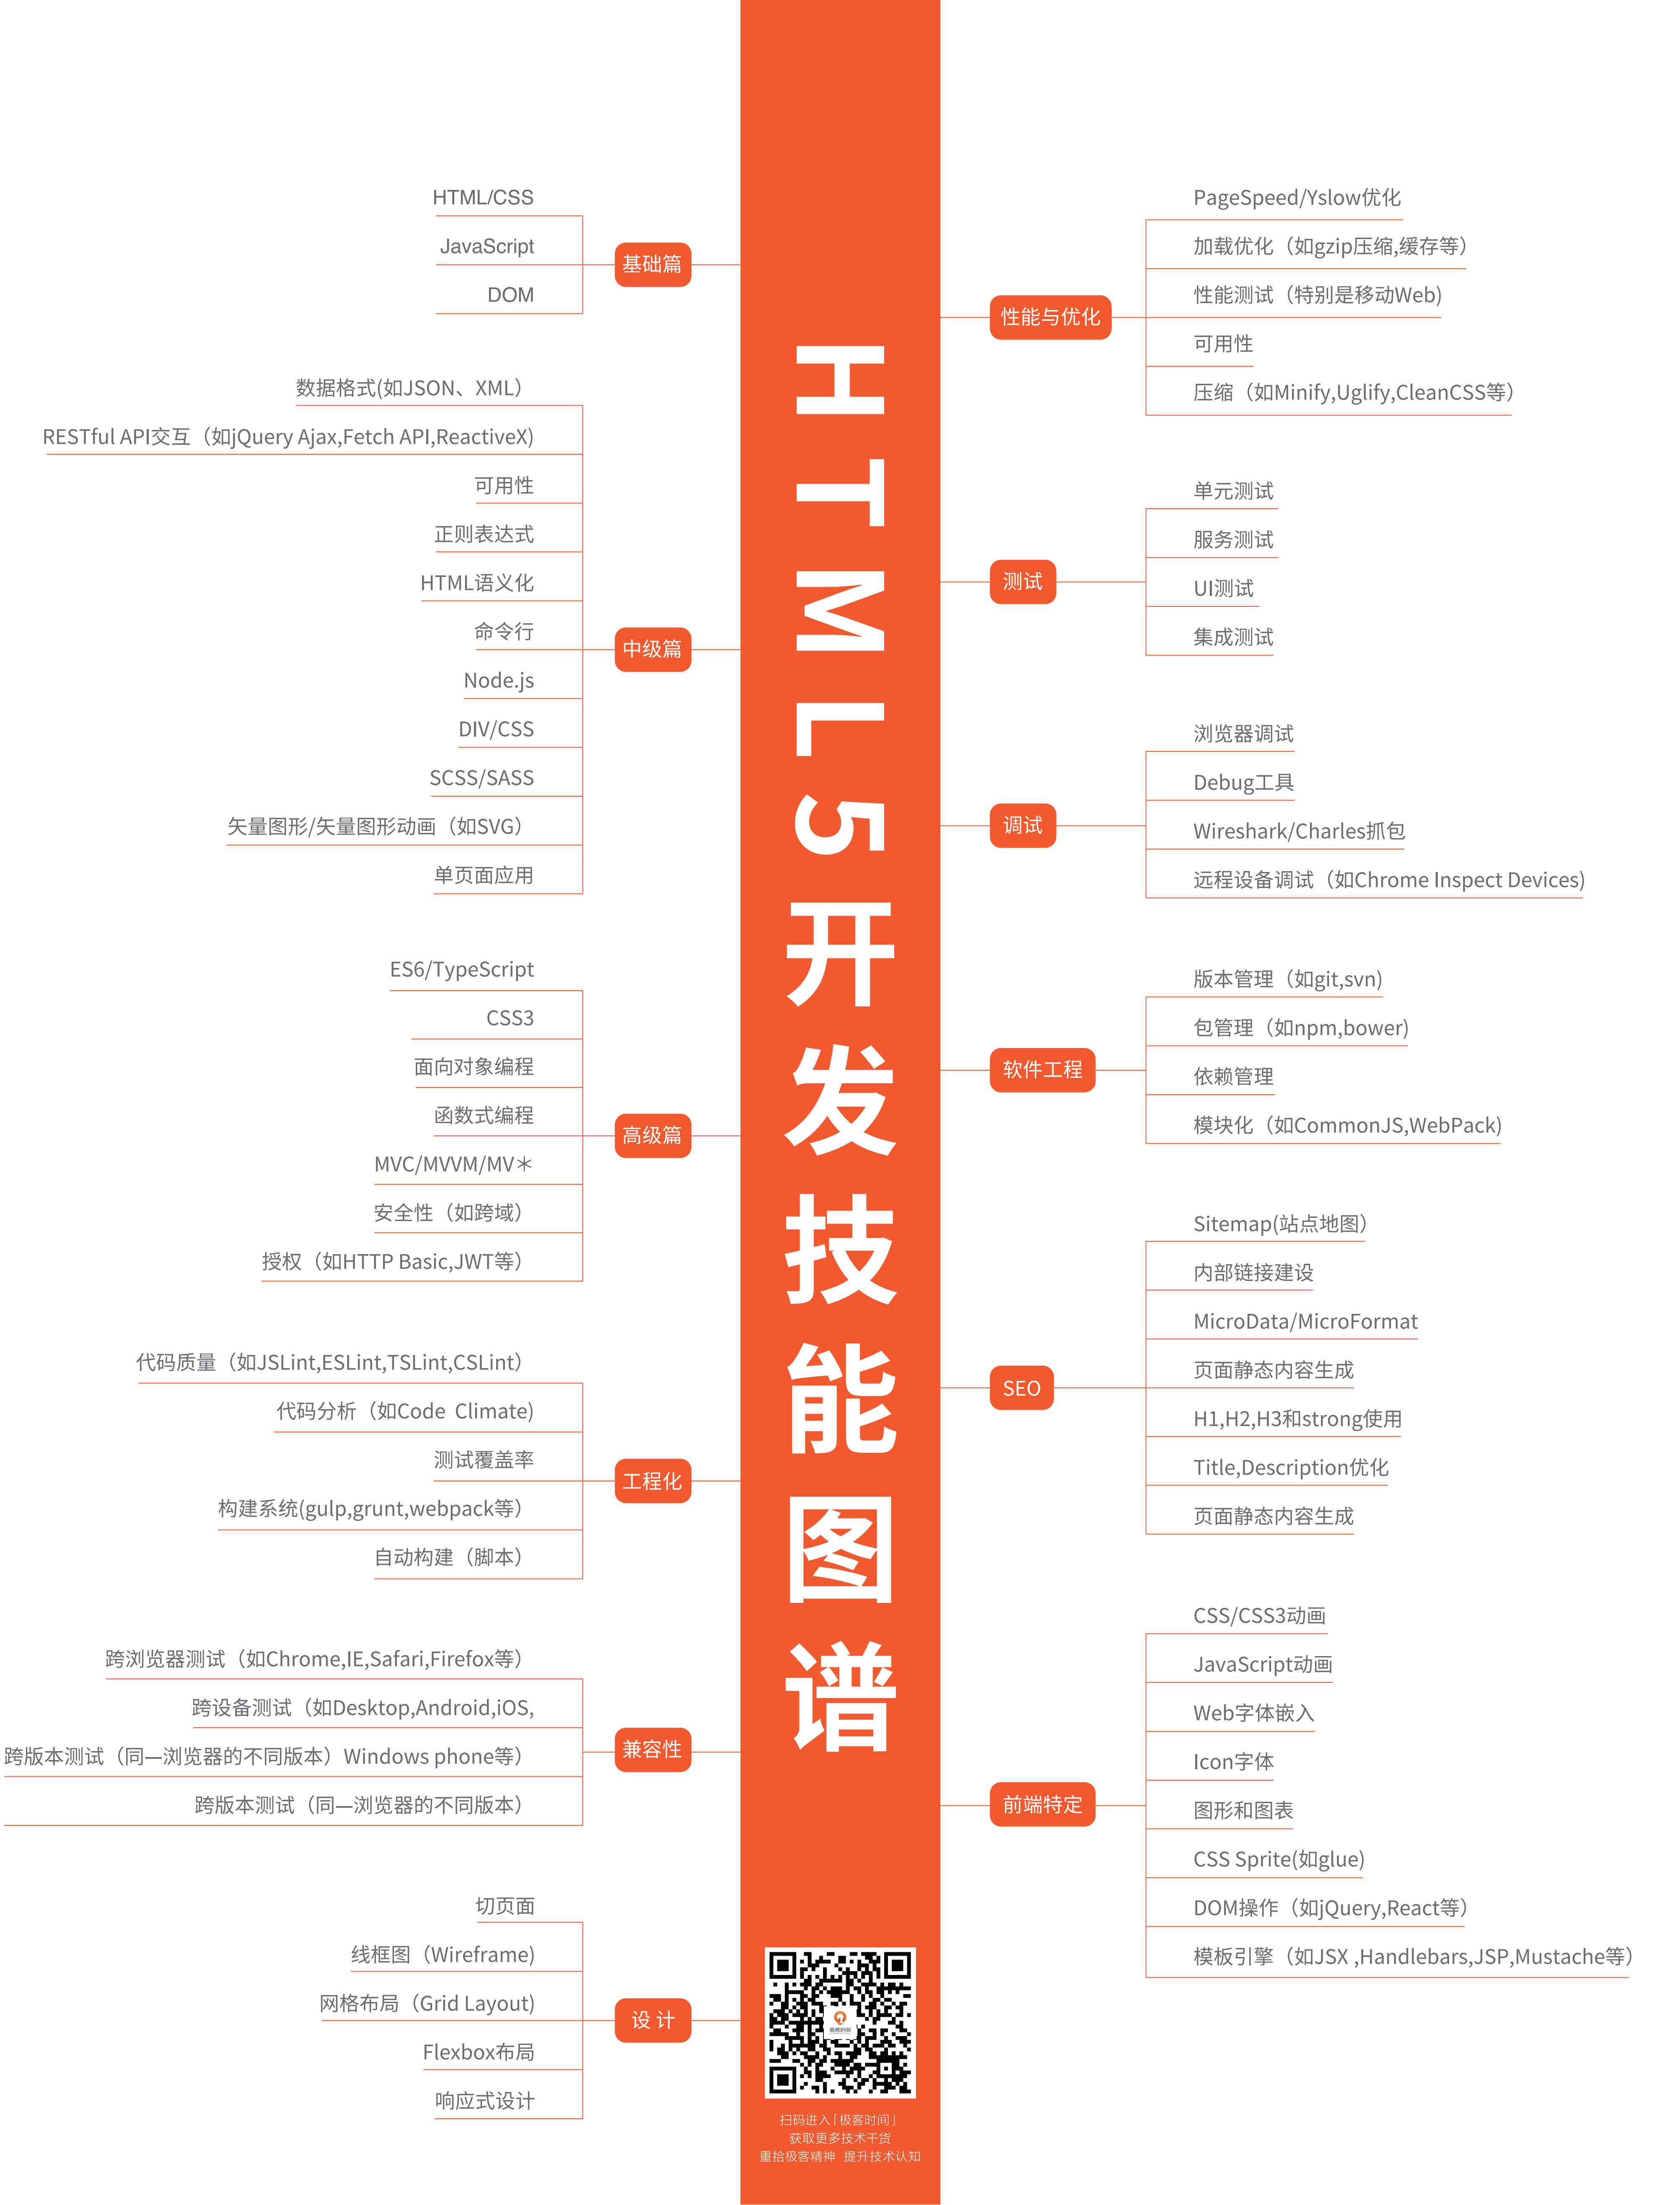 HTML5开发技能图谱
基础篇
HTML/CSS
JavaScript
DOM
中级篇
数据格式(如JSON、XML）
RESTful API交互（如jQuery Ajax,Fetch API,ReactiveX)
可用性
正则表达式
HTML语义化
命令行
Node.js
DIV/CSS
SCSS/SASS
矢量图形/矢量图形动画（如SVG）
单页面应用
高级篇
ES6/TypeScript
CSS3
面向对象编程
函数式编程
MVC/MVVM/MV＊
安全性（如跨域）
授权（如HTTP Basic,JWT等）
工程化
代码质量（如JSLint,ESLint,TSLint,CSLint）
代码分析（如Code Climate)
测试覆盖率
构建系统(gulp,grunt,webpack等）
自动构建（脚本）
兼容性
跨浏览器测试（如Chrome,IE,Safari,Firefox等）
跨设备测试（如Desktop,Android,iOS,
跨版本测试（同一浏览器的不同版本）Windows phone等）
跨版本测试（同一浏览器的不同版本）
设 计
切页面
线框图（Wireframe)
网格布局（Grid Layout)
Flexbox布局
响应式设计
性能与优化
PageSpeed/Yslow优化
加载优化（如gzip压缩,缓存等）
性能测试（特别是移动Web)
可用性
压缩（如Minify,Uglify,CleanCSS等）
测试
单元测试
服务测试
UI测试
集成测试
调试
浏览器调试
Debug工具
Wireshark/Charles抓包
远程设备调试（如Chrome Inspect Devices)
软件工程
版本管理（如git,svn)
包管理（如npm,bower)
依赖管理
模块化（如CommonJS,WebPack)
SEO
Sitemap(站点地图）
内部链接建设
MicroData/MicroFormat
页面静态内容生成
H1,H2,H3和strong使用
Title,Description优化
页面静态内容生成
前端特定
CSS/CSS3动画
JavaScript动画
Web字体嵌入
Icon字体
图形和图表
CSS Sprite(如glue)
DOM操作（如jQuery,React等）
模板引擎（如JSX ,Handlebars,JSP,Mustache等）
极客时间
扫码进入「极客时间」
获取更多技术干货
重拾极客精神 提升技术认知